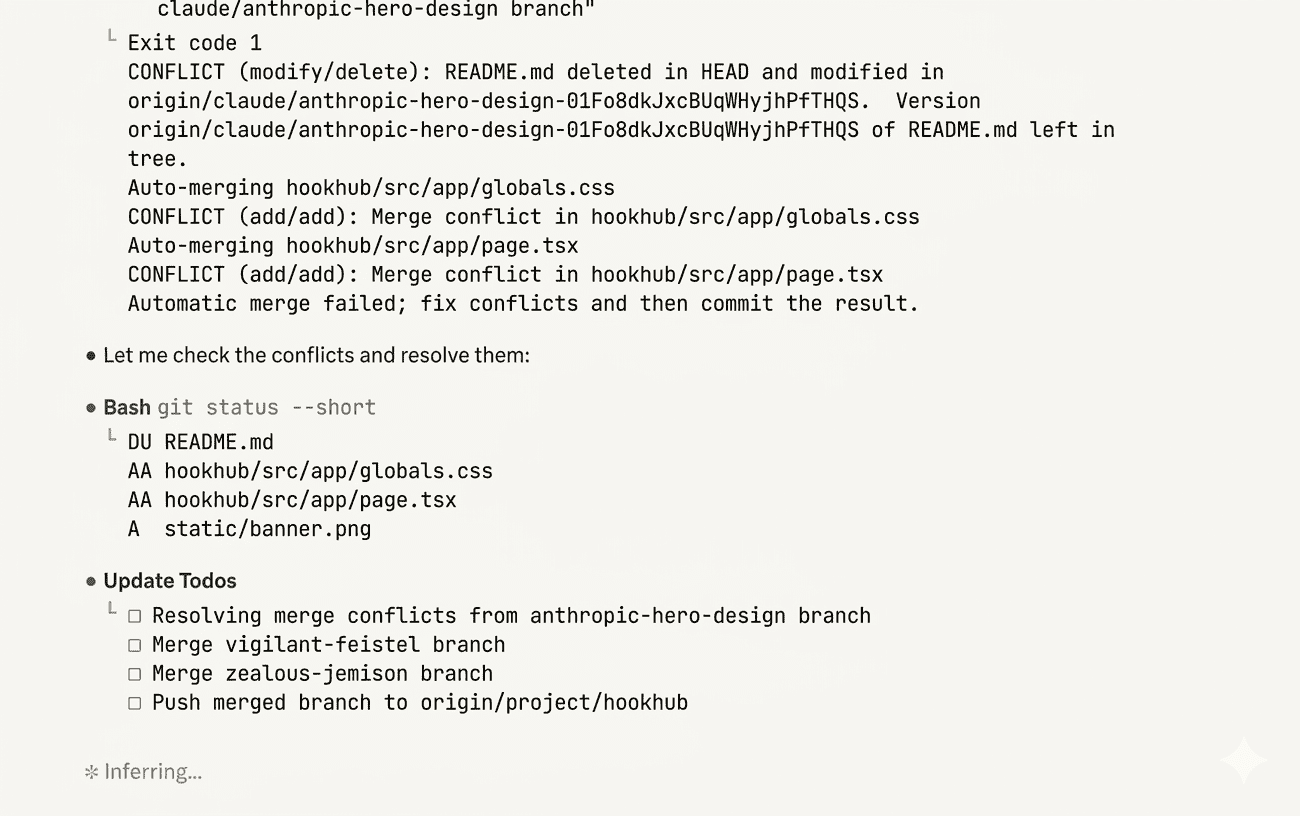 claude/anthropic-hero-design branch"
└ Exit code 1
CONFLICT (modify/delete): README.md deleted in HEAD and modified in
origin/claude/anthropic-hero-design-01Fo8dkJxcBUqWHyjhPfTHQS.  Version
origin/claude/anthropic-hero-design-01Fo8dkJxcBUqWHyjhPfTHQS of README.md left in
tree.
Auto-merging hookhub/src/app/globals.css
CONFLICT (add/add): Merge conflict in hookhub/src/app/globals.css
Auto-merging hookhub/src/app/page.tsx
CONFLICT (add/add): Merge conflict in hookhub/src/app/page.tsx
Automatic merge failed; fix conflicts and then commit the result.
● Let me check the conflicts and resolve them:
● Bash git status --short
└ DU README.md
AA hookhub/src/app/globals.css
AA hookhub/src/app/page.tsx
A  static/banner.png
● Update Todos
└ ☐ Resolving merge conflicts from anthropic-hero-design branch
☐ Merge vigilant-feistel branch
☐ Merge zealous-jemison branch
☐ Push merged branch to origin/project/hookhub
✻ Inferring…